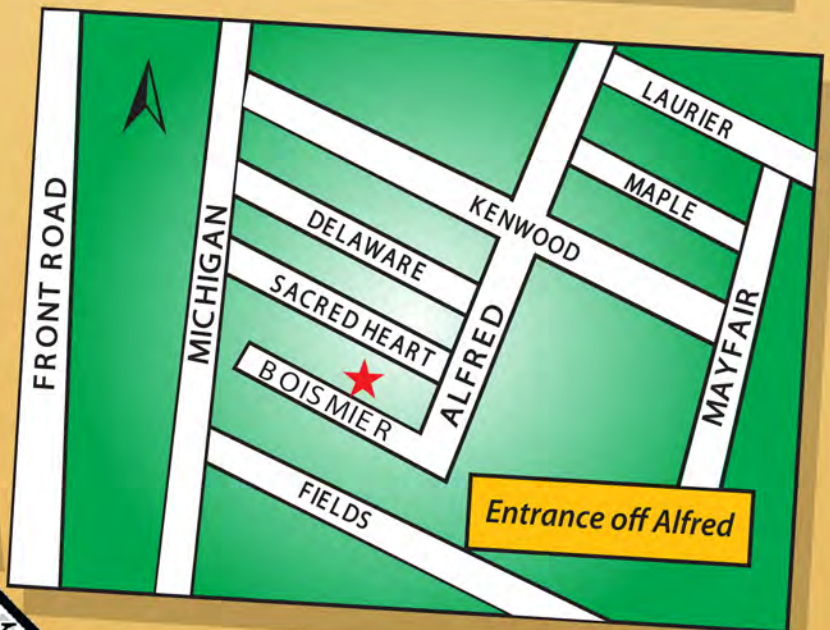 FRONT ROAD
MICHIGAN
LAURIER
MAPLE
KENWOOD
DELAWARE
SACRED HEART
ALFRED
MAYFAIR
BOISMIER
FIELDS
Entrance off Alfred